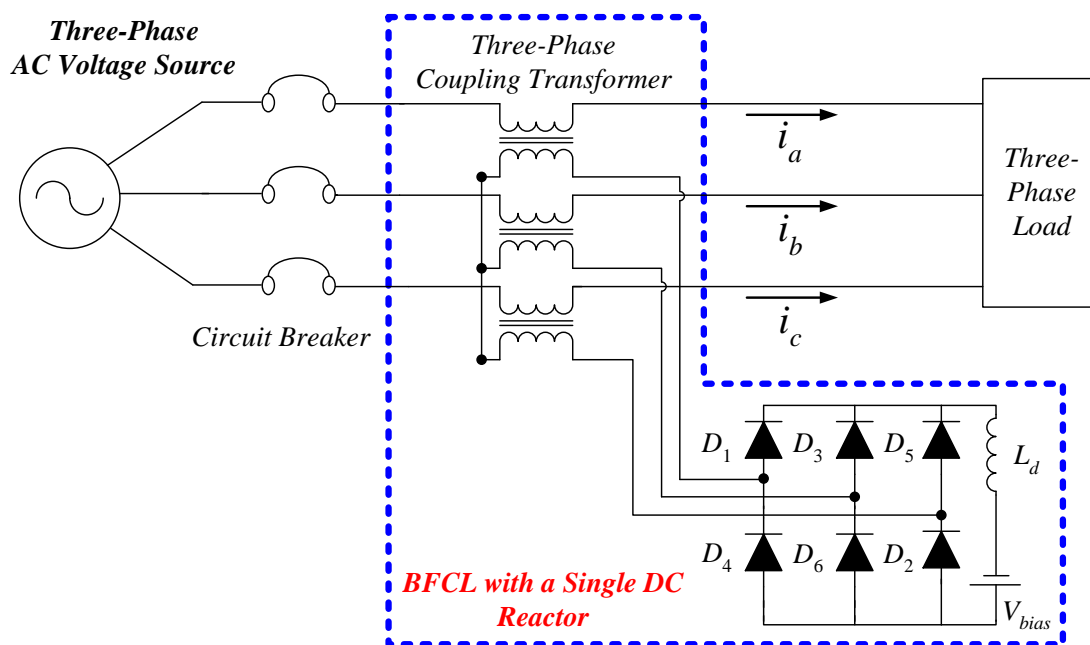 Three-Phase
AC Voltage Source
Three-Phase
Coupling Transformer
i_a
i_b
i_c
Three-
Phase
Load
Circuit Breaker
D_1
D_3
D_5
L_d
D_4
D_6
D_2
V_bias
BFCL with a Single DC
Reactor